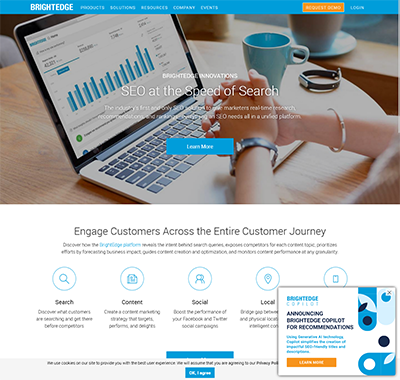 BRIGHTEDGE PRODUCTS SOLUTIONS RESOURCES COMPANY EVENTS REQUEST DEMO LOGIN
BRIGHTEDGE INNOVATIONS
SEO at the Speed of Search
The industry's first and only SEO solution to give marketers real-time research,
recommendations, and rankings everything an SEO needs all in a unified platform.
Learn More
Engage Customers Across the Entire Customer Journey
Discover how the BrightEdge platform reveals the intent behind search queries, exposes competitors for each content topic, prioritizes
efforts by forecasting business impact, guides content creation and optimization, and monitors content performance at any granularity.
Search
Discover what customers
are searching and get there
before competitors
Content
Create a content marketing
strategy that targets,
performs, and delights
Social
Boost the performance of
your Facebook and Twitter
social campaigns
Local
Bridge gap between
and physical locati
intelligent con
BRIGHTEDGE
COPILOT
ANNOUNCING
BRIGHTEDGE COPILOT
FOR RECOMMENDATIONS
Using Generative AI technology,
Copilot simplifies the creation of
impactful SEO-friendly titles and
descriptions.
LEARN MORE
We use cookies on our site to provide you with the best user experience. We will assume that you are agreeing to our Privacy Poli
OK, I agree